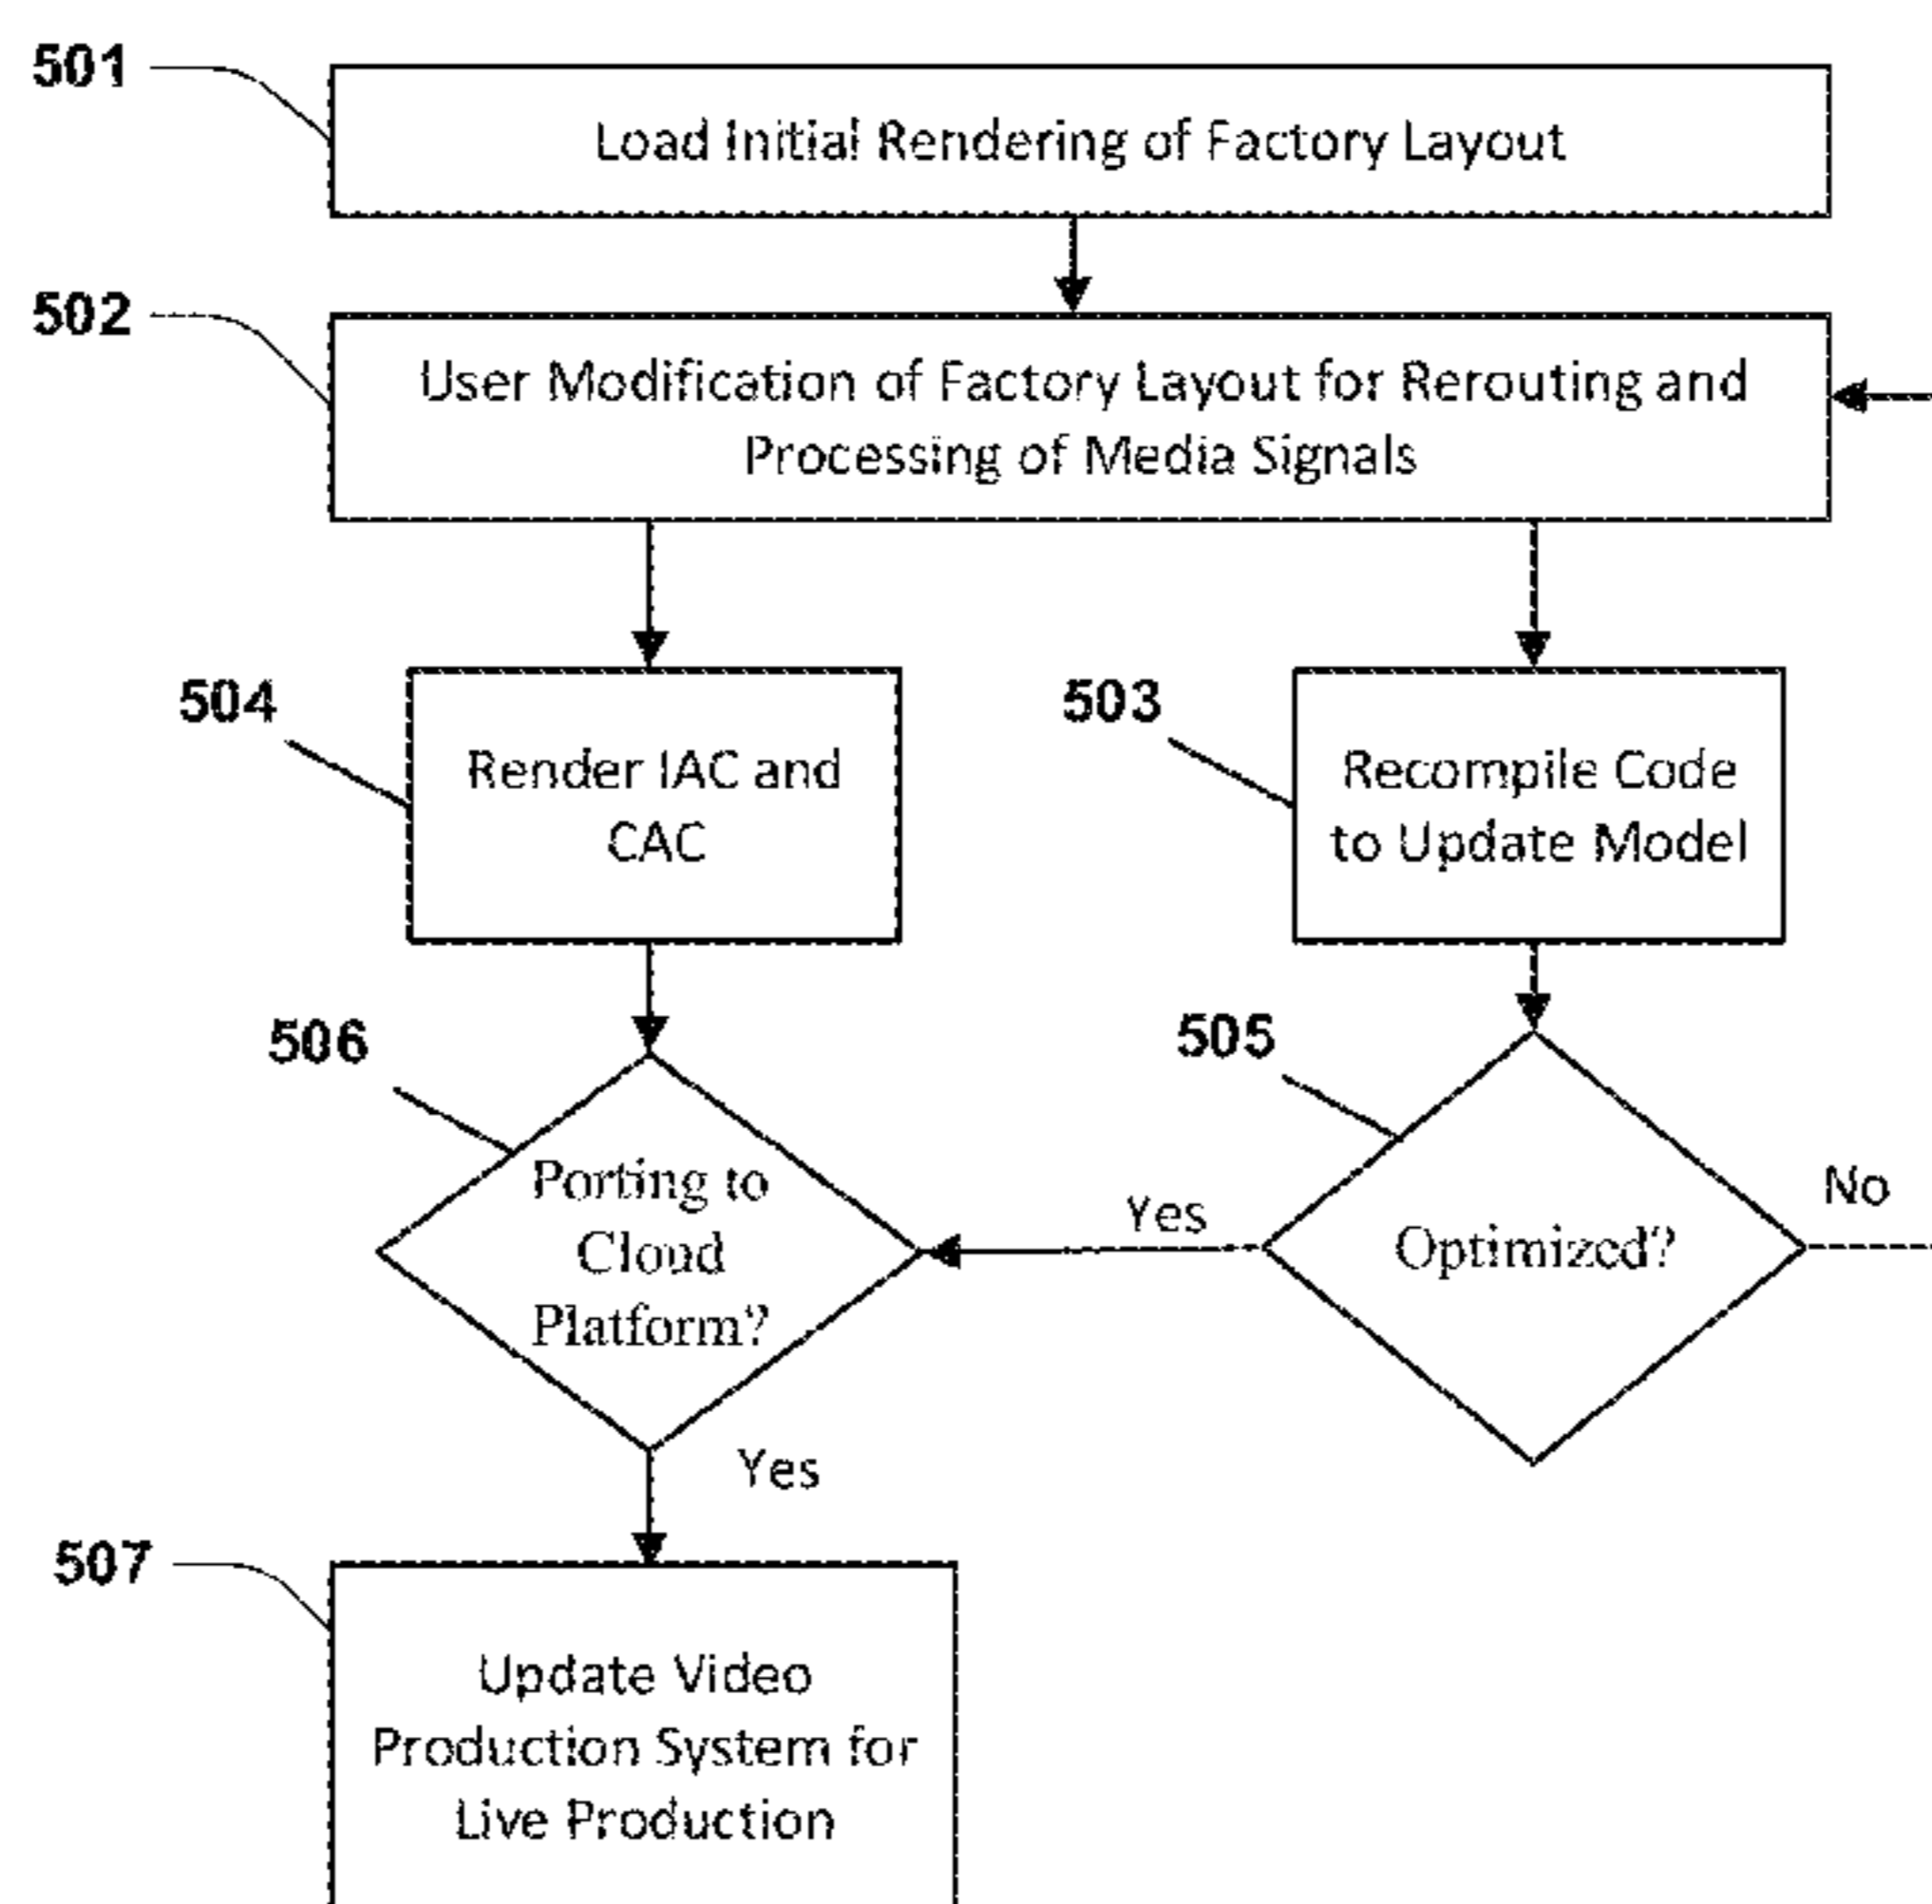 501
Load Initial Rendering of Factory Layout
502
User Modification of Factory Layout for Rerouting and
Processing of Media Signals
504
Render IAC and
CAC
503
Recompile Code
to Update Model
506
Porting to
Cloud
Platform?
505
Optimized?
Yes
No
Yes
507
Update Video
Production System for
Live Production